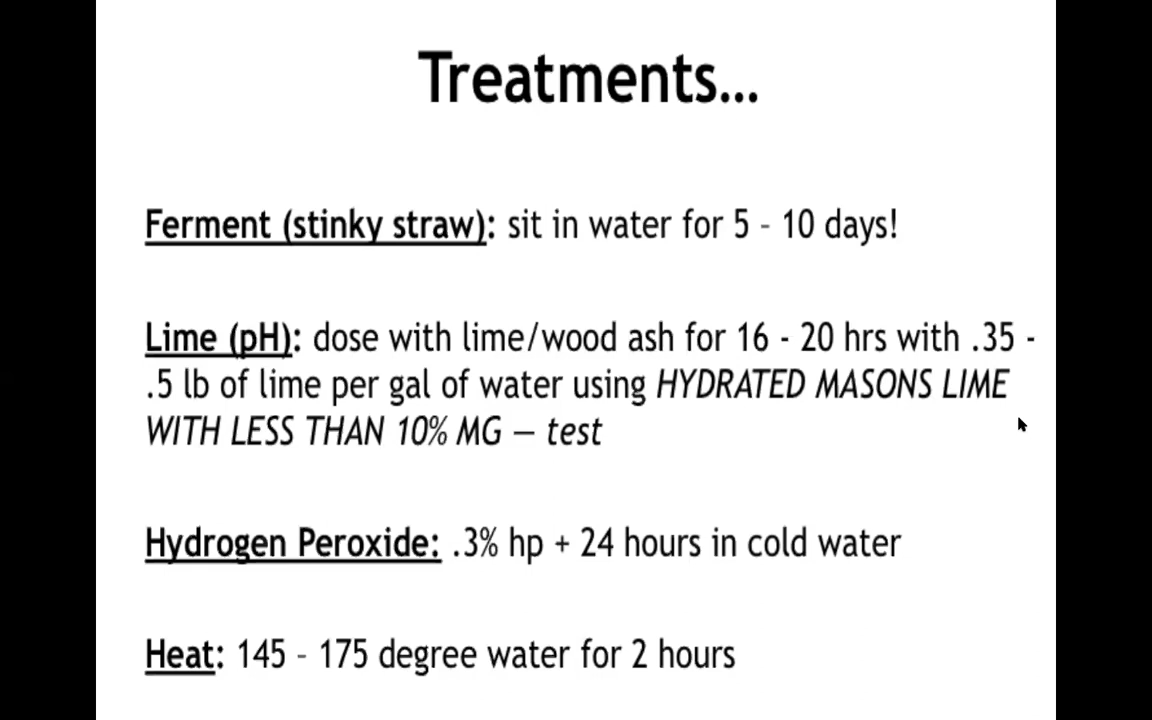 Treatments...
Ferment (stinky straw): sit in water for 5 - 10 days!
Lime (pH): dose with lime/wood ash for 16 - 20 hrs with .35 -
.5 lb of lime per gal of water using HYDRATED MASONS LIME
WITH LESS THAN 10% MG — test
Hydrogen Peroxide: .3% hp + 24 hours in cold water
Heat: 145 - 175 degree water for 2 hours